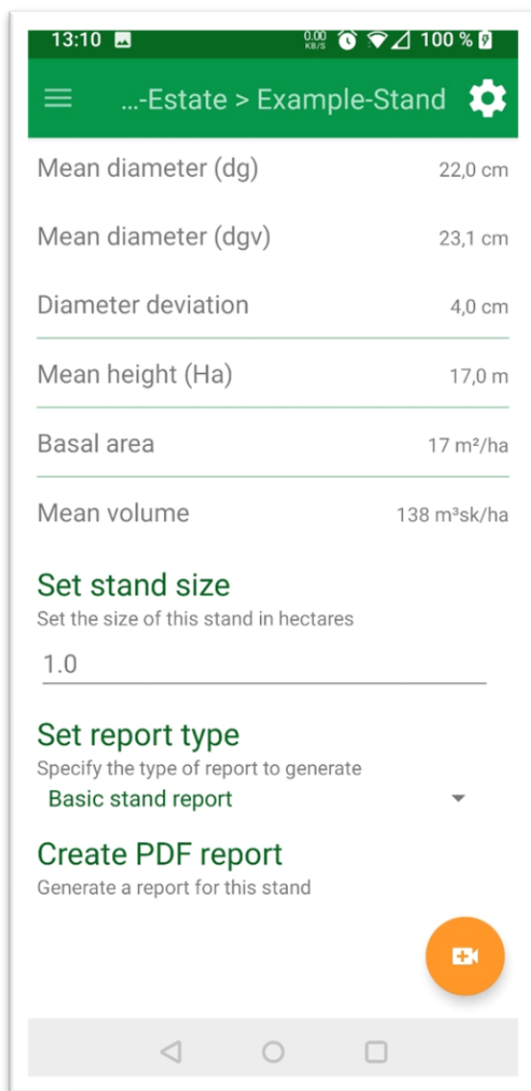 13:10 0.00 KB/S 100 %
...-Estate > Example-Stand
Mean diameter (dg) 22,0 cm
Mean diameter (dgv) 23,1 cm
Diameter deviation 4,0 cm
Mean height (Ha) 17,0 m
Basal area 17 m²/ha
Mean volume 138 m³sk/ha
Set stand size
Set the size of this stand in hectares
1.0
Set report type
Specify the type of report to generate
Basic stand report
Create PDF report
Generate a report for this stand